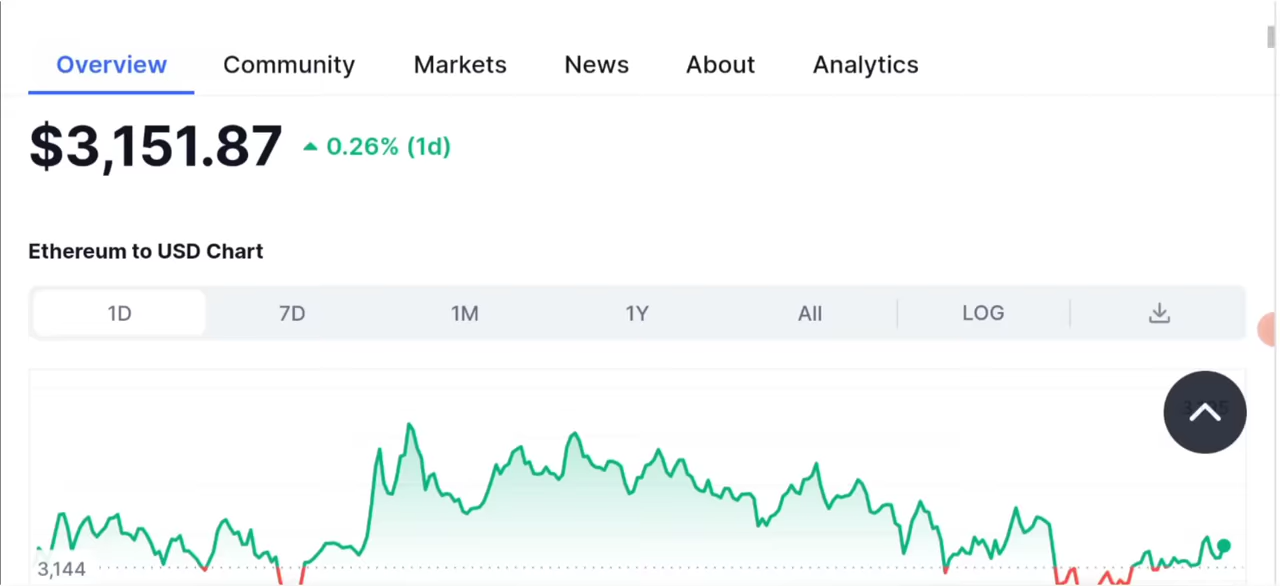 Overview Community Markets News About Analytics
$3,151.87 0.26% (1d)
Ethereum to USD Chart
1D 7D 1M 1Y All LOG
3,144